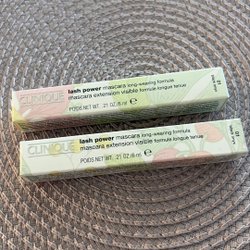 CLINIQUE
lash power mascara long-wearing formula
mascara extension visible formula longue tenue
POIDS NET WT. .21 OZ./6 ml ℮
CLINIQUE
lash power mascara long-wearing formula
mascara extension visible formule longue tenue
POIDS NET WT. .21 OZ./6 ml ℮